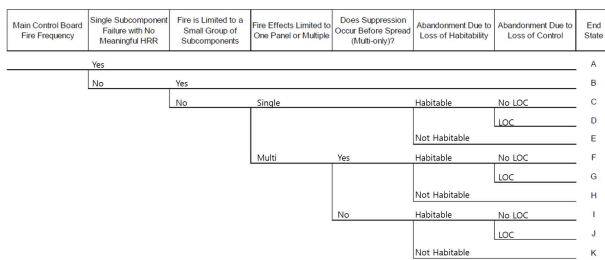 Main Control Board
Fire Frequency
Single Subcomponent
Failure with No
Meaningful HRR
Fire is Limited to a
Small Group of
Subcomponents
Fire Effects Limited to
One Panel or Multiple
Does Suppression
Occur Before Spread
(Multi-only)?
Abandonment Due to
Loss of Habitability
Abandonment Due to
Loss of Control
End
State
Yes A
No Yes B
No Single Habitable No LOC C
LOC D
Not Habitable E
Multi Yes Habitable No LOC F
LOC G
Not Habitable H
No Habitable No LOC I
LOC J
Not Habitable K